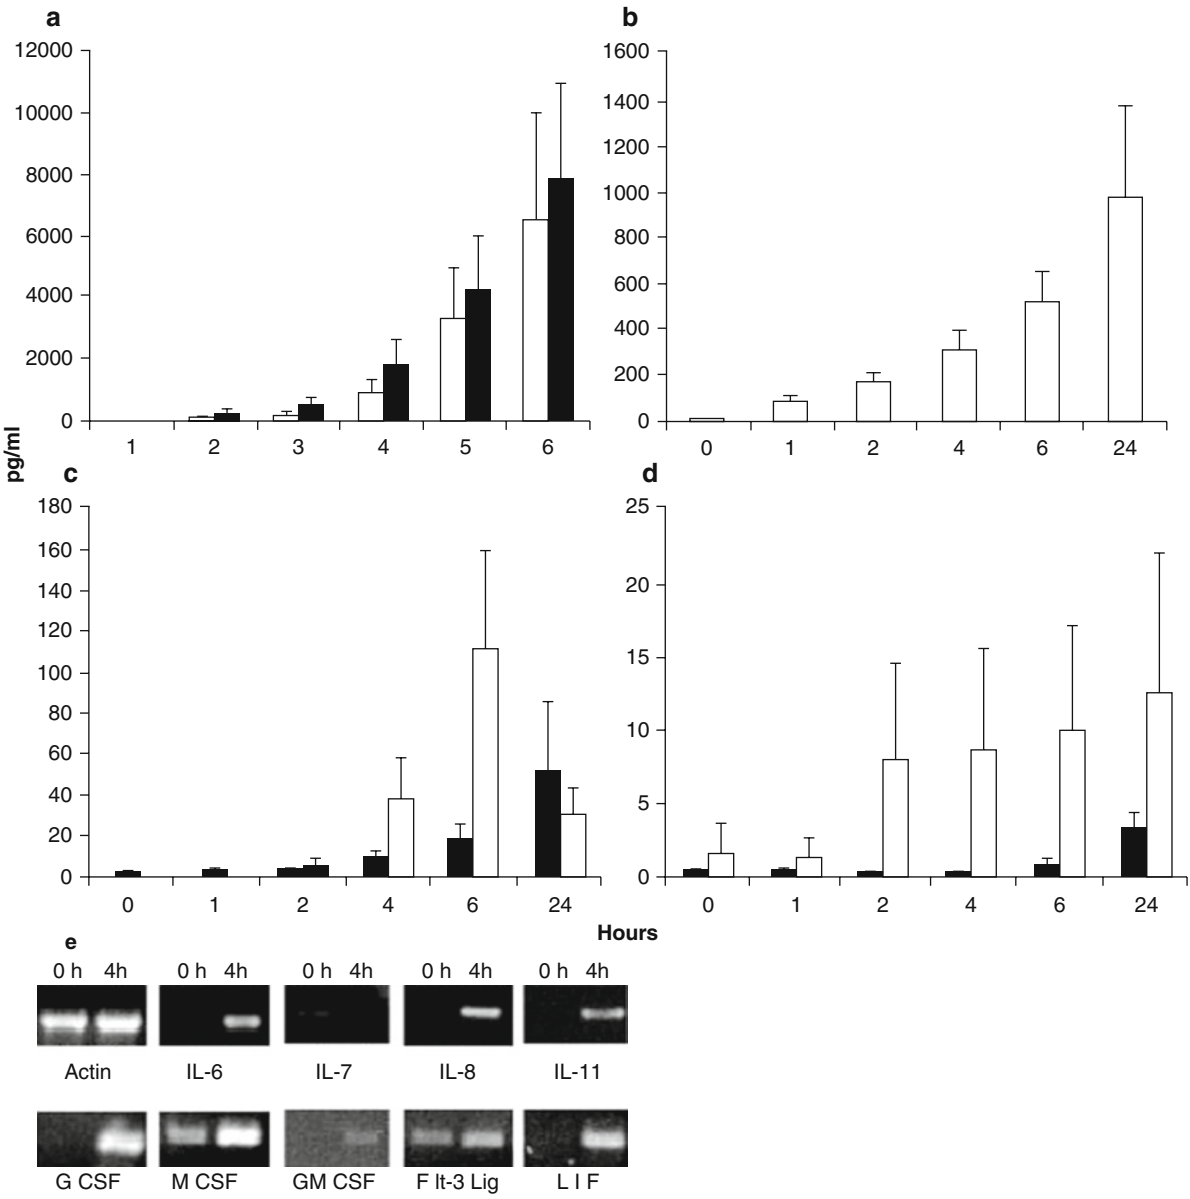 a
12000
10000
8000
6000
4000
2000
0
1 2 3 4 5 6
b
1600
1400
1200
1000
800
600
400
200
0
0 1 2 4 6 24
pg/ml
c
180
160
140
120
100
80
60
40
20
0
0 1 2 4 6 24
d
25
20
15
10
5
0
0 1 2 4 6 24
Hours
e
0 h 4h 0 h 4h 0 h 4h 0 h 4h 0 h 4h
Actin IL-6 IL-7 IL-8 IL-11
G CSF M CSF GM CSF F lt-3 Lig L I F